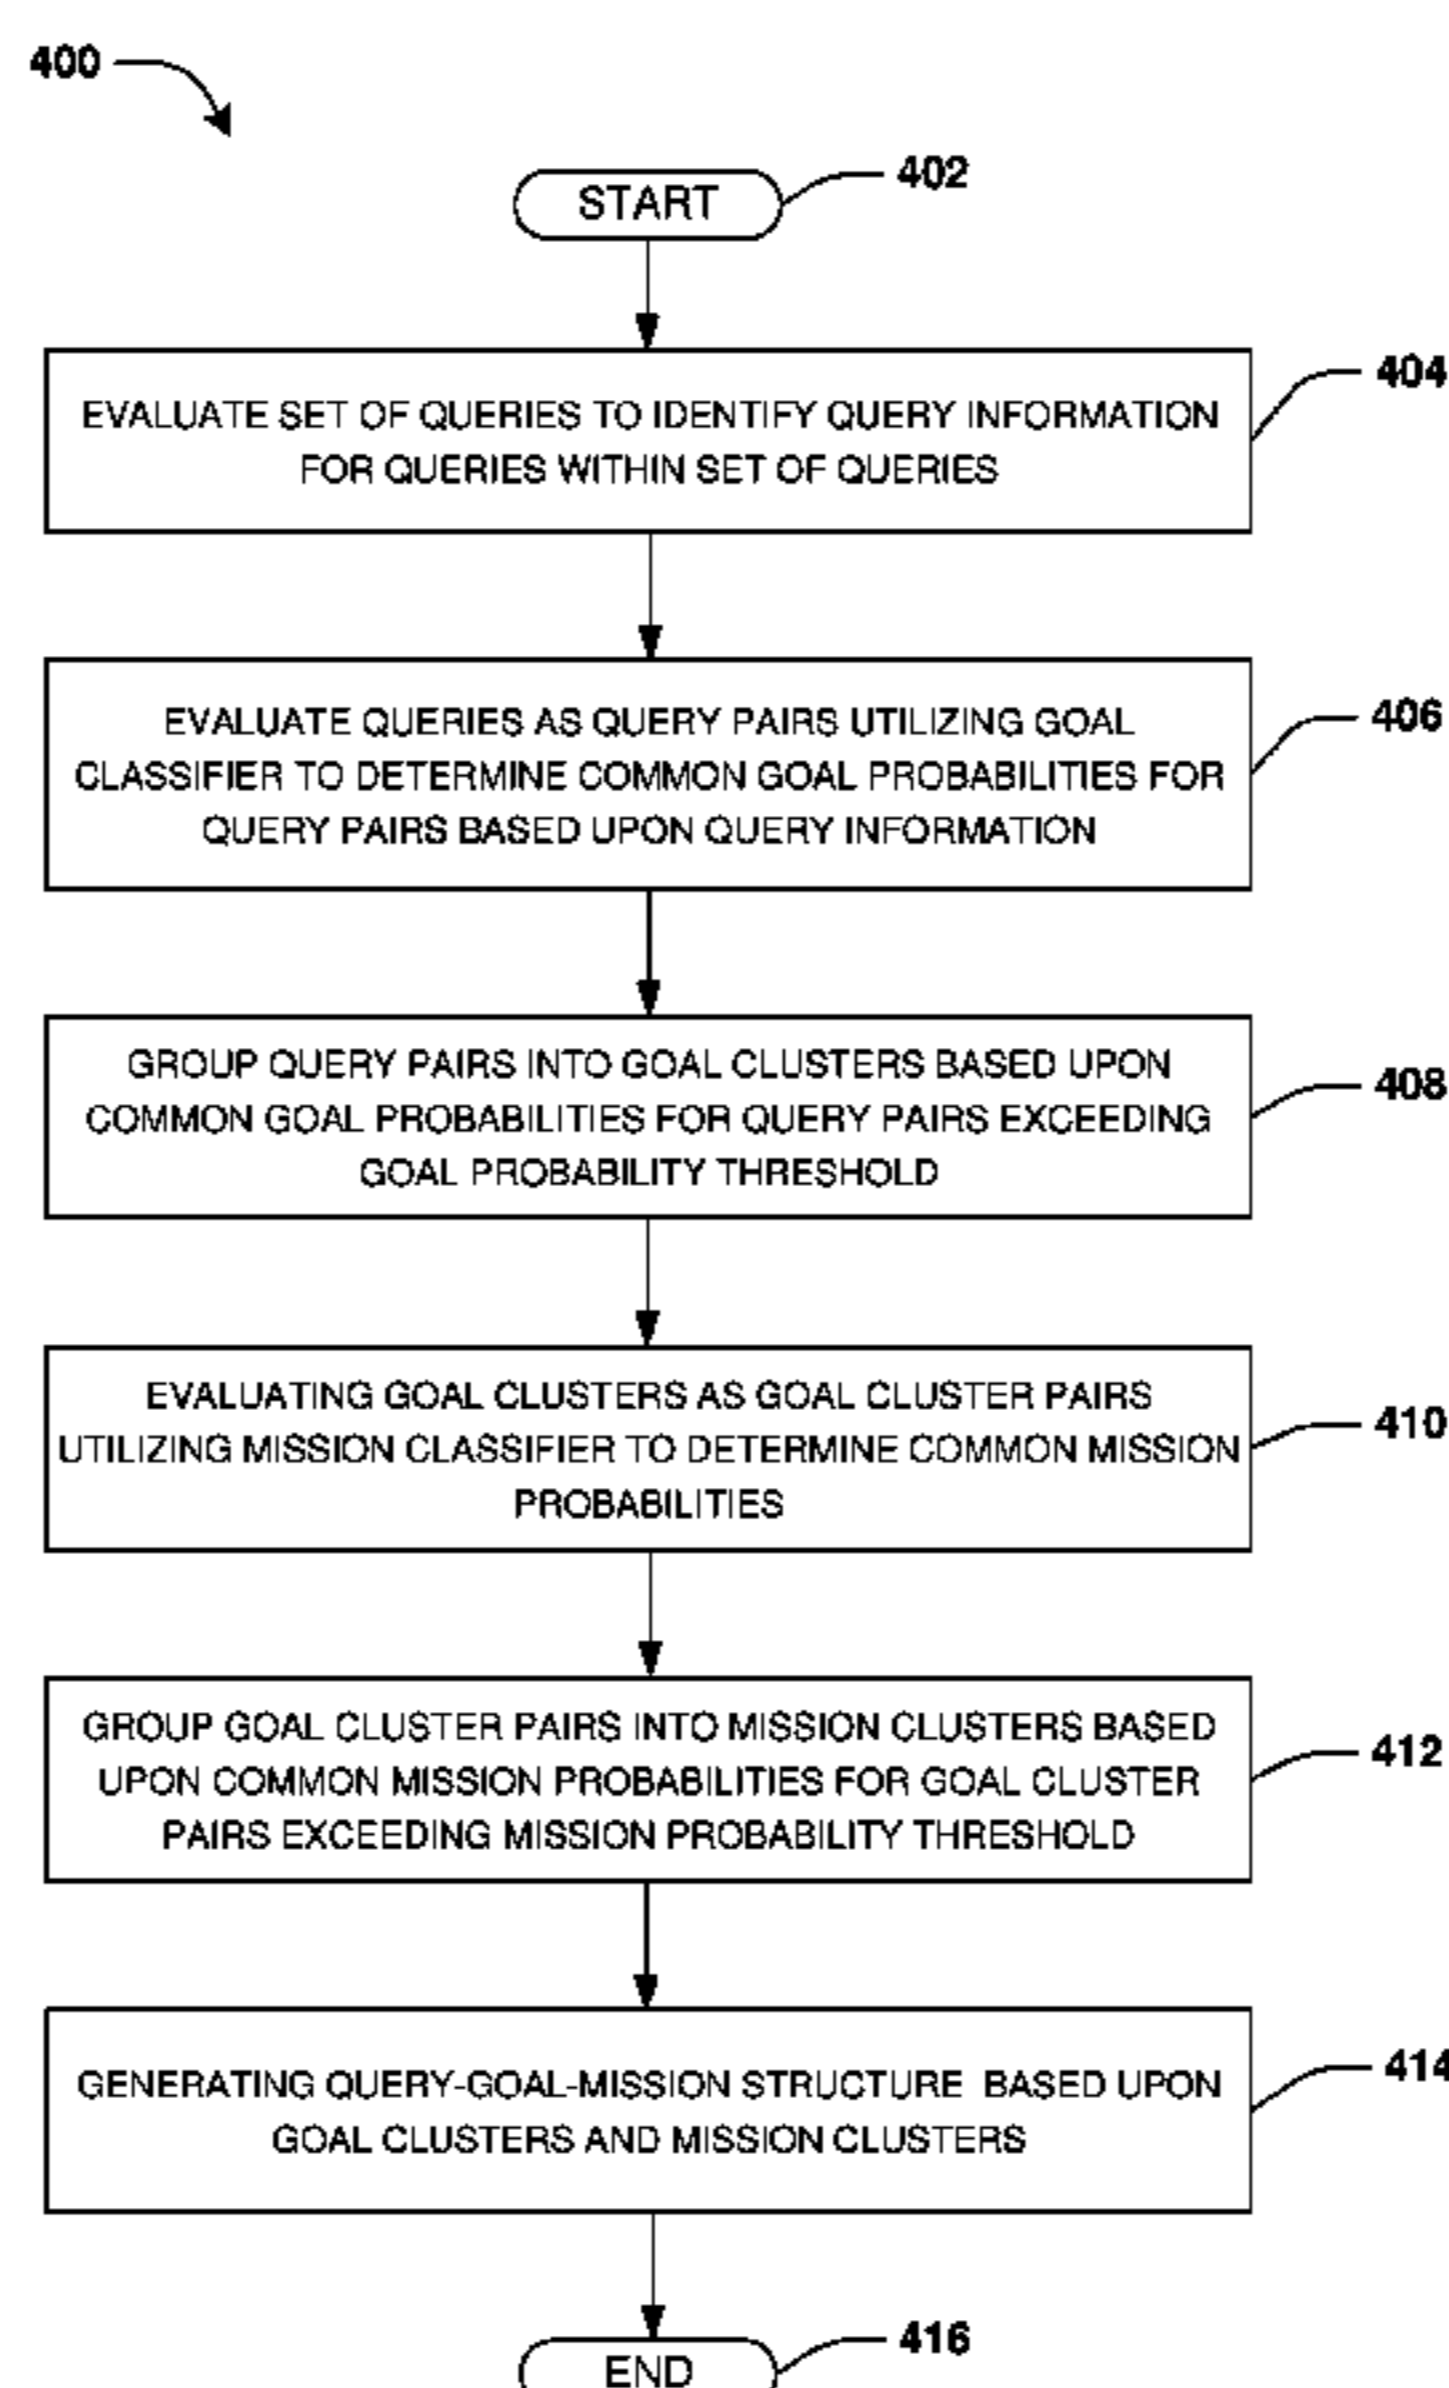 400
START
402
EVALUATE SET OF QUERIES TO IDENTIFY QUERY INFORMATION
FOR QUERIES WITHIN SET OF QUERIES
404
EVALUATE QUERIES AS QUERY PAIRS UTILIZING GOAL
CLASSIFIER TO DETERMINE COMMON GOAL PROBABILITIES FOR
QUERY PAIRS BASED UPON QUERY INFORMATION
406
GROUP QUERY PAIRS INTO GOAL CLUSTERS BASED UPON
COMMON GOAL PROBABILITIES FOR QUERY PAIRS EXCEEDING
GOAL PROBABILITY THRESHOLD
408
EVALUATING GOAL CLUSTERS AS GOAL CLUSTER PAIRS
UTILIZING MISSION CLASSIFIER TO DETERMINE COMMON MISSION
PROBABILITIES
410
GROUP GOAL CLUSTER PAIRS INTO MISSION CLUSTERS BASED
UPON COMMON MISSION PROBABILITIES FOR GOAL CLUSTER
PAIRS EXCEEDING MISSION PROBABILITY THRESHOLD
412
GENERATING QUERY-GOAL-MISSION STRUCTURE BASED UPON
GOAL CLUSTERS AND MISSION CLUSTERS
414
END
416